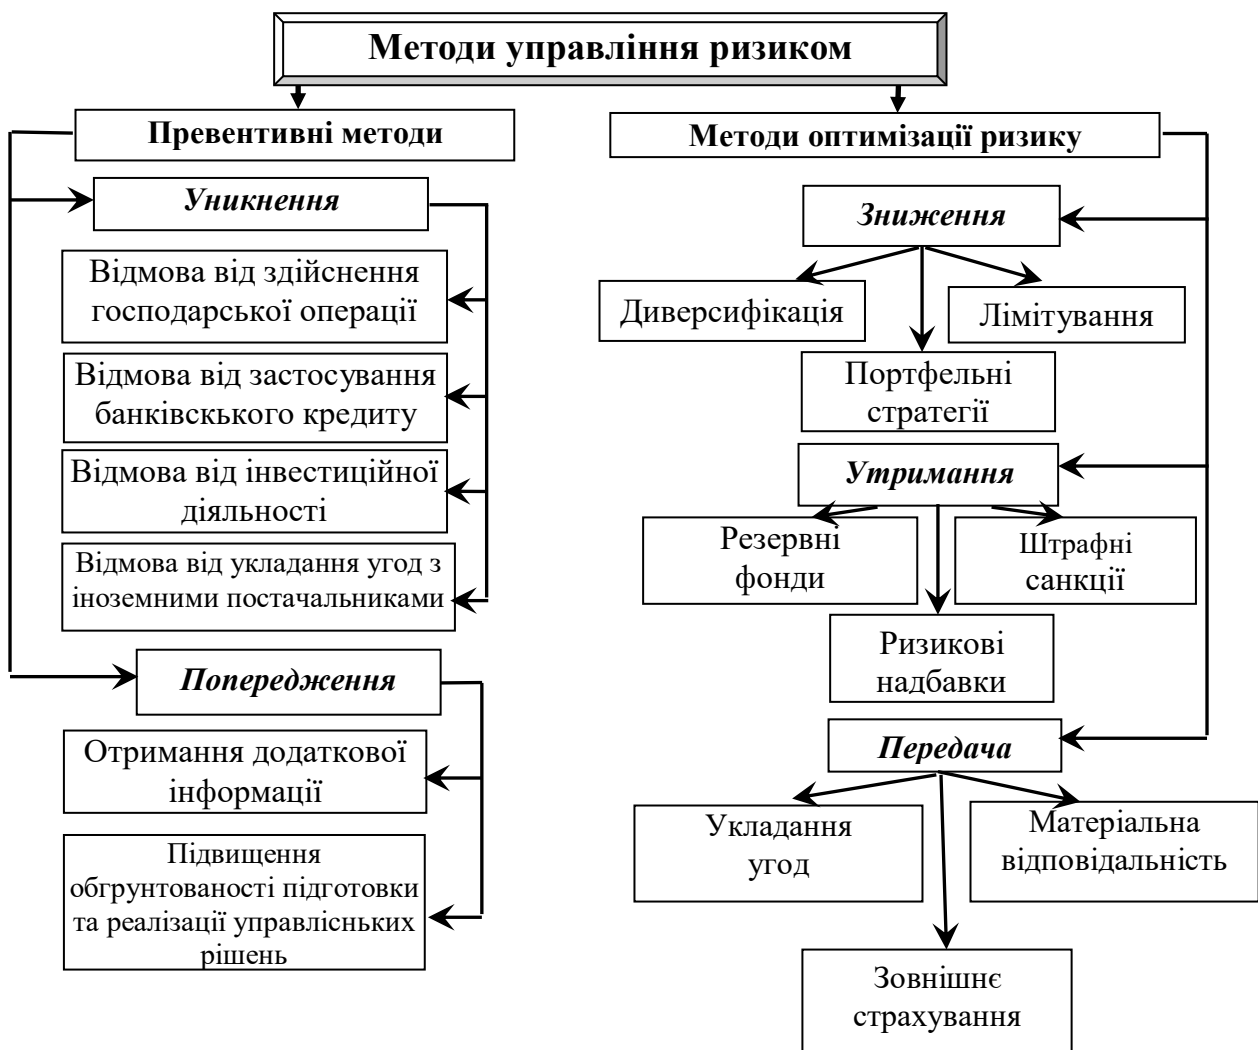 Методи управління ризиком
Превентивні методи
Уникнення
Відмова від здійснення
господарської операції
Відмова від застосування
банківскького кредиту
Відмова від інвестиційної
діяльності
Відмова від укладання угод з
іноземними постачальниками
Попередження
Отримання додаткової
інформації
Підвищення
обгрунтованості підготовки
та реалізації управлісньких
рішень
Методи оптимізації ризику
Зниження
Диверсифікація
Лімітування
Портфельні
стратегії
Утримання
Резервні
фонди
Штрафні
санкції
Ризикові
надбавки
Передача
Укладання
угод
Матеріальна
відповідальність
Зовнішнє
страхування